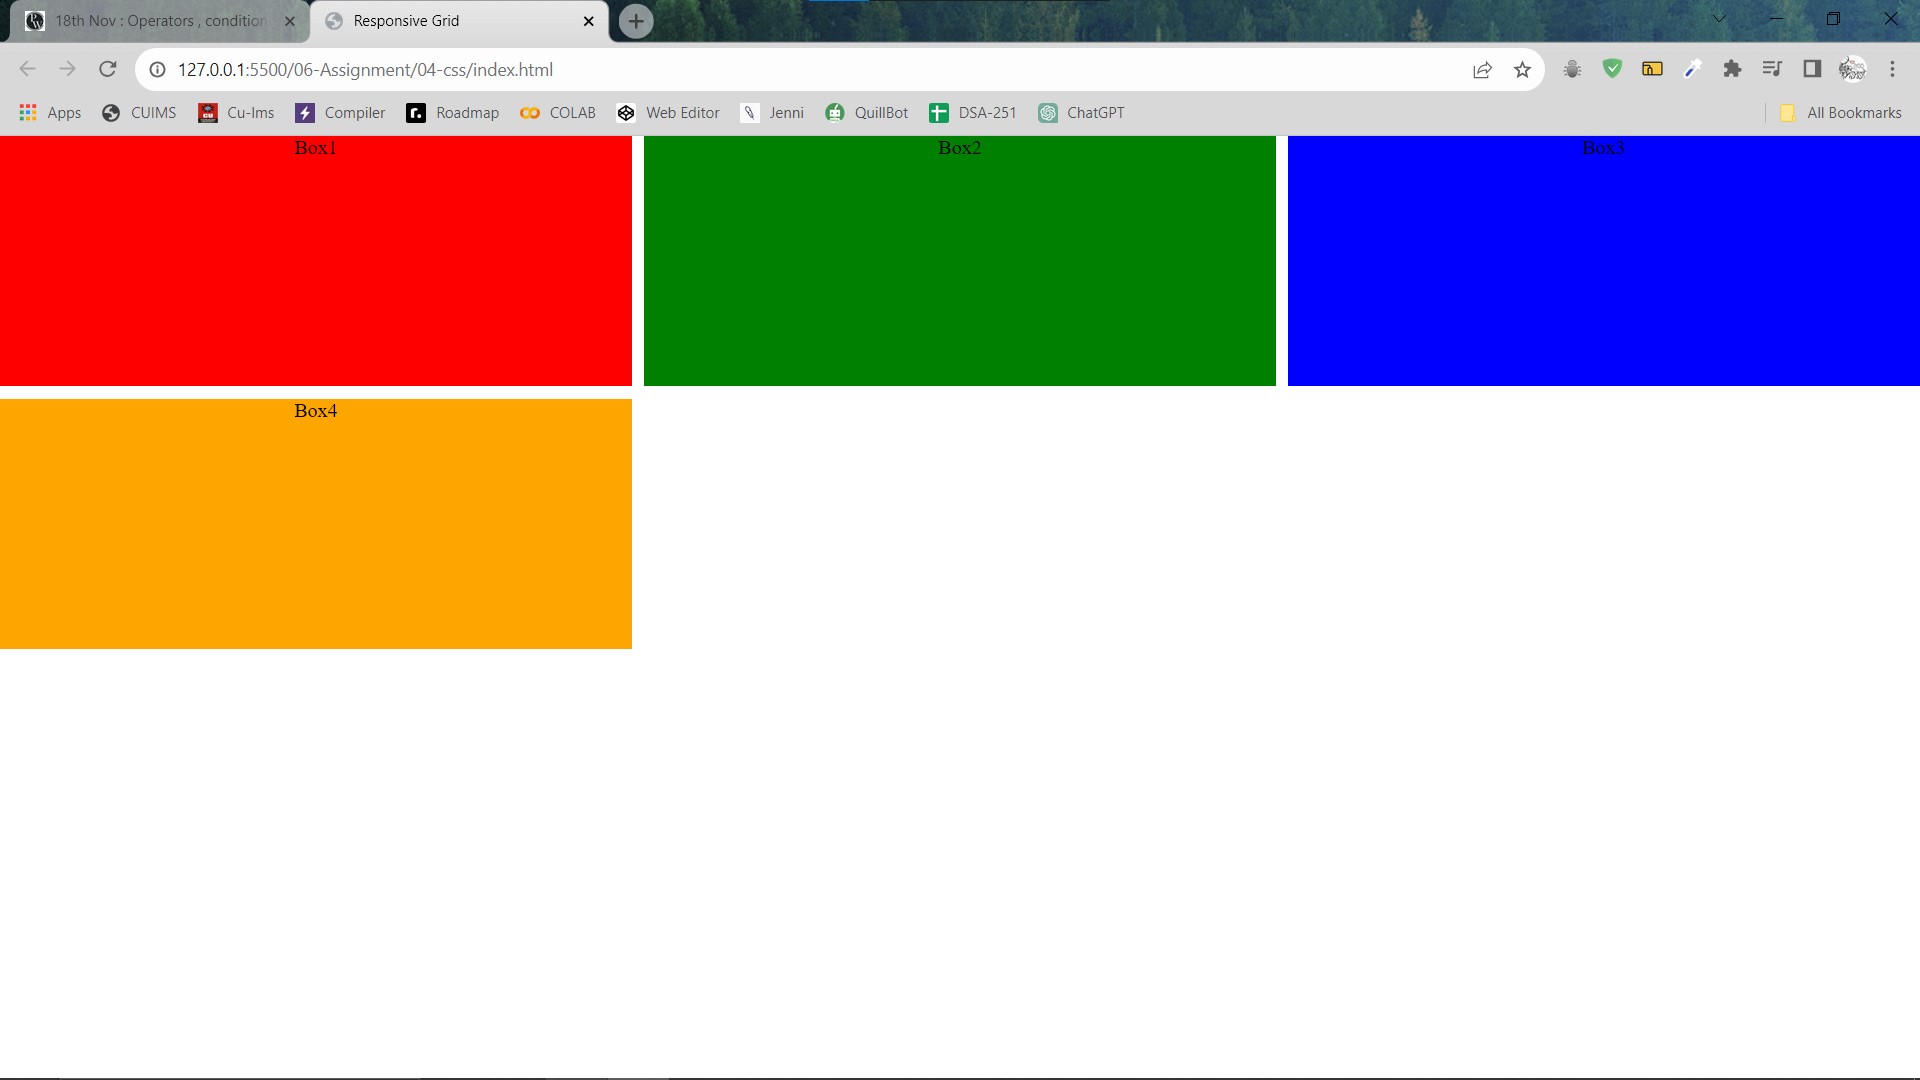 18th Nov : Operators , condition
Responsive Grid
127.0.0.1:5500/06-Assignment/04-css/index.html
Apps
CUIMS
Cu-lms
Compiler
Roadmap
COLAB
Web Editor
Jenni
QuillBot
DSA-251
ChatGPT
All Bookmarks
Box1
Box2
Box3
Box4